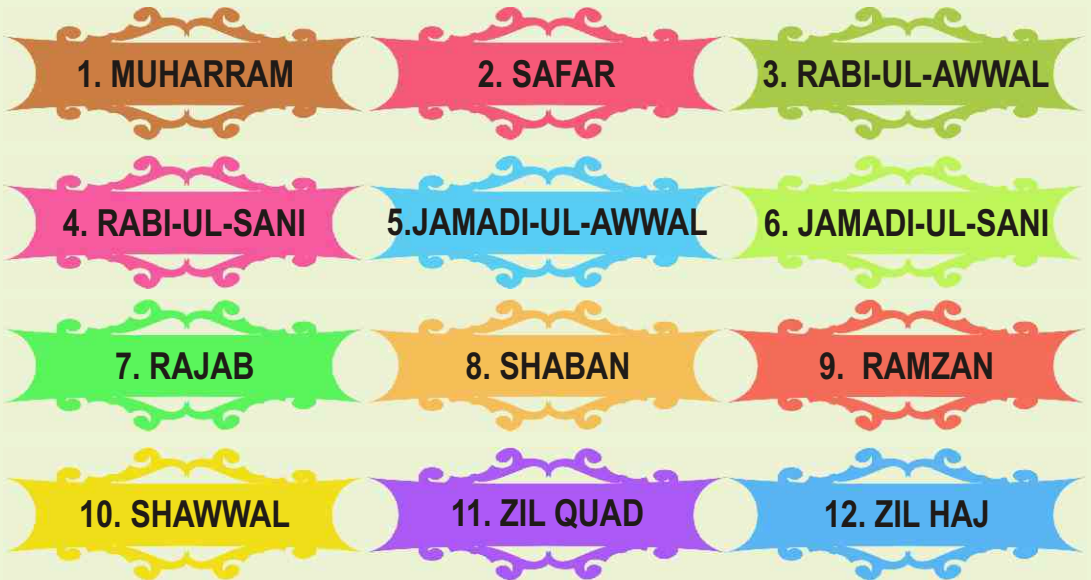 1. MUHARRAM
2. SAFAR
3. RABI-UL-AWWAL
4. RABI-UL-SANI
5.JAMADI-UL-AWWAL
6. JAMADI-UL-SANI
7. RAJAB
8. SHABAN
9. RAMZAN
10. SHAWWAL
11. ZIL QUAD
12. ZIL HAJ